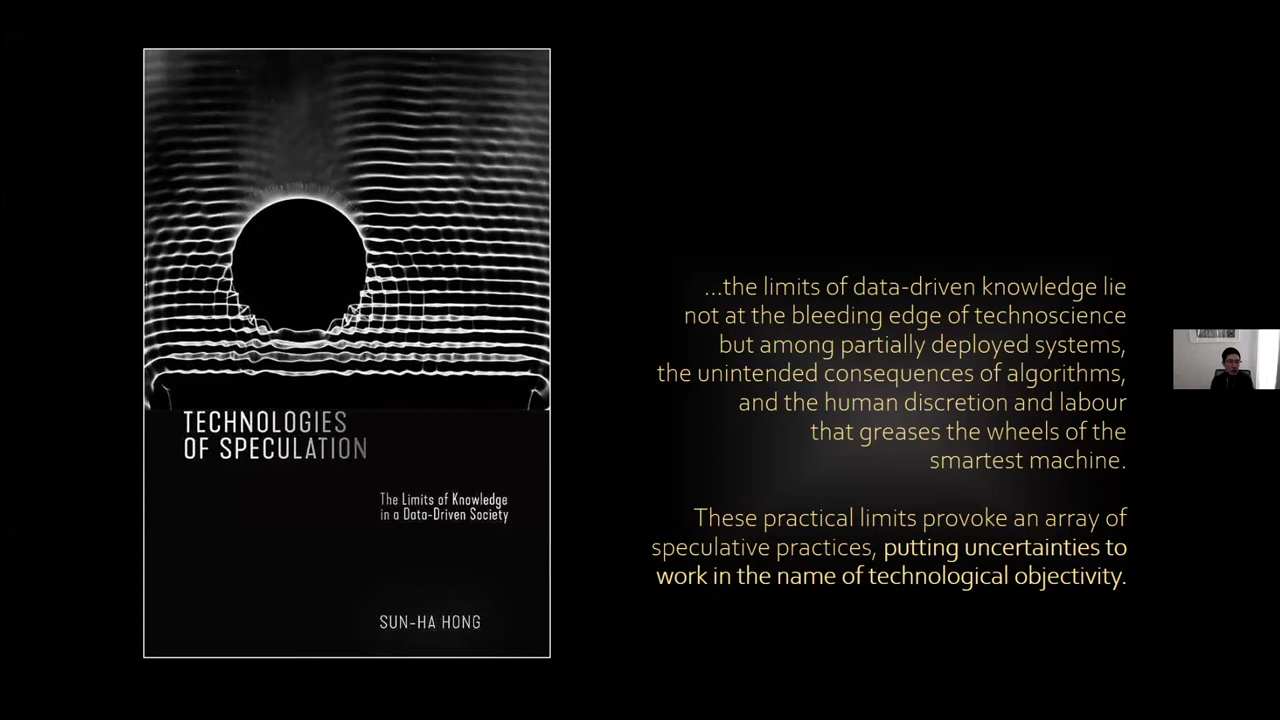 TECHNOLOGIES
OF SPECULATION
The Limits of Knowledge
in a Data-Driven Society
SUN-HA HONG
...the limits of data-driven knowledge lie
not at the bleeding edge of technoscience
but among partially deployed systems,
the unintended consequences of algorithms,
and the human discretion and labour
that greases the wheels of the
smartest machine.
These practical limits provoke an array of
speculative practices, putting uncertainties to
work in the name of technological objectivity.